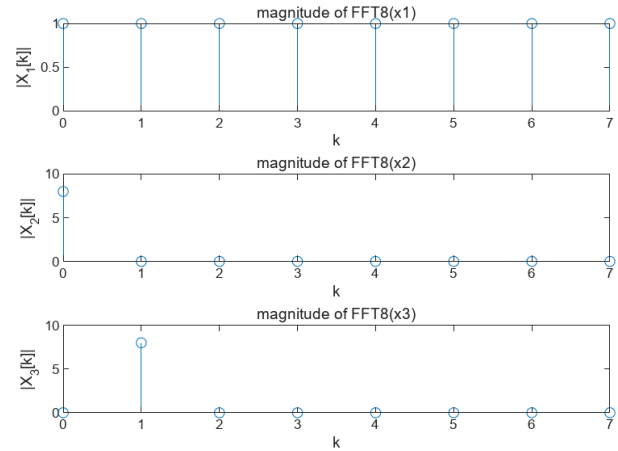 magnitude of FFT8(x1)
1
0.5
0
|X1[k]|
0 1 2 3 4 5 6 7
k
magnitude of FFT8(x2)
10
5
0
|X2[k]|
0 1 2 3 4 5 6 7
k
magnitude of FFT8(x3)
10
5
0
|X3[k]|
0 1 2 3 4 5 6 7
k